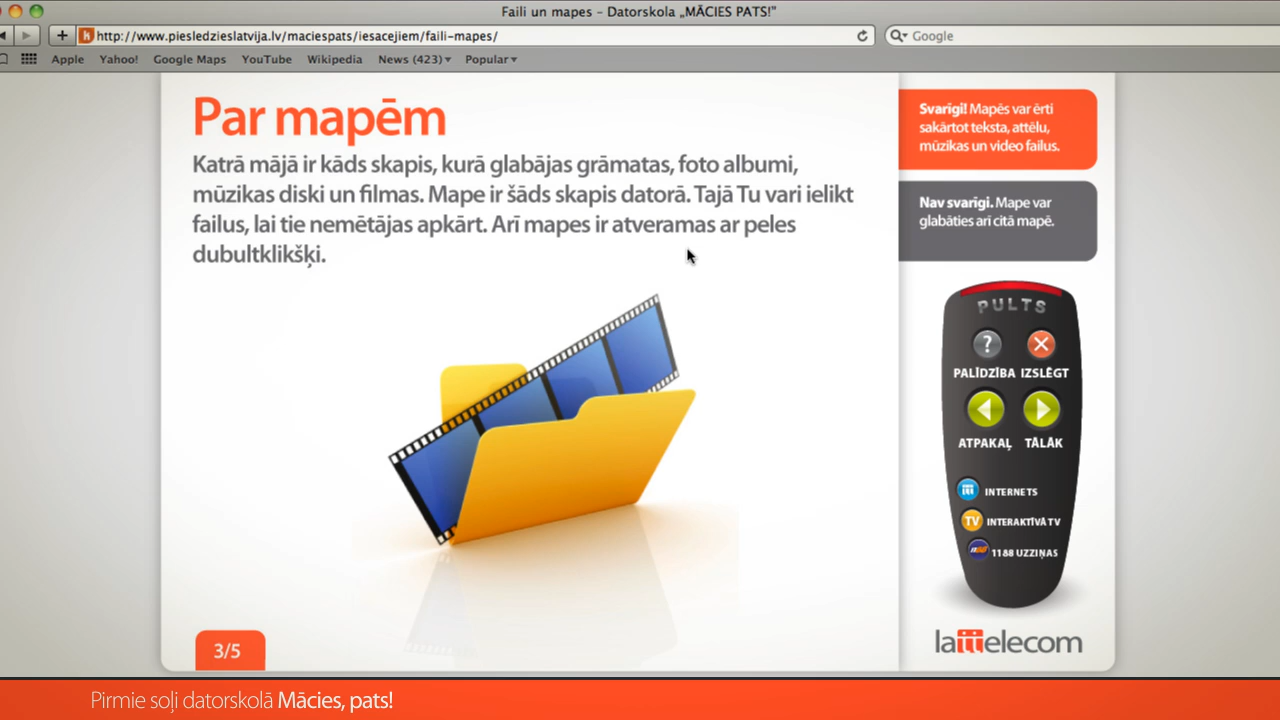 Faili un mapes – Datorskola „MĀCIES PATS!"
http://www.piesledzieslatvija.lv/maciespats/iesacejiem/faili-mapes/
Google
Apple Yahoo! Google Maps YouTube Wikipedia News (423) Popular
Par mapēm
Katrā mājā ir kāds skapis, kurā glabājas grāmatas, foto albumi,
mūzikas diski un filmas. Mape ir šāds skapis datorā. Tajā Tu vari ielikt
failus, lai tie nemētājas apkārt. Arī mapes ir atveramas ar peles
dubultklikšķi.
3/5
Svarīgi! Mapēs var ērti
sakārtot teksta, attēlu,
mūzikas un video failus.
Nav svarīgi. Mape var
glabāties arī citā mapē.
PULTS
?
PALĪDZĪBA IZSLĒGT
ATPAKAĻ TĀLĀK
INTERNETS
TV INTERAKTĪVĀ TV
1188 UZZIŅAS
lattelecom
Pirmie soļi datorskolā Mācies, pats!